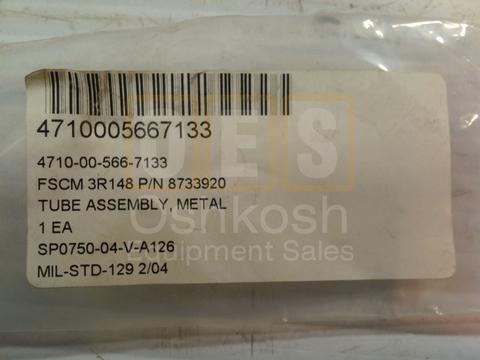 4710005667133
4710-00-566-7133
FSCM 3R148 P/N 8733920
TUBE ASSEMBLY, METAL
1 EA
SP0750-04-V-A126
MIL-STD-129 2/04
OES
Oshkosh
Equipment Sales